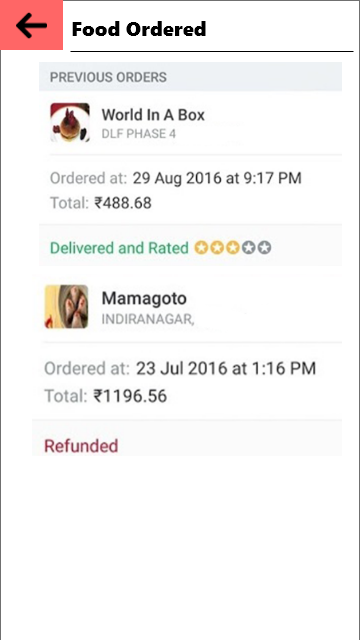 Food Ordered
PREVIOUS ORDERS
World In A Box
DLF PHASE 4
Ordered at: 29 Aug 2016 at 9:17 PM
Total: ₹488.68
Delivered and Rated
Mamagoto
INDIRANAGAR,
Ordered at: 23 Jul 2016 at 1:16 PM
Total: ₹1196.56
Refunded